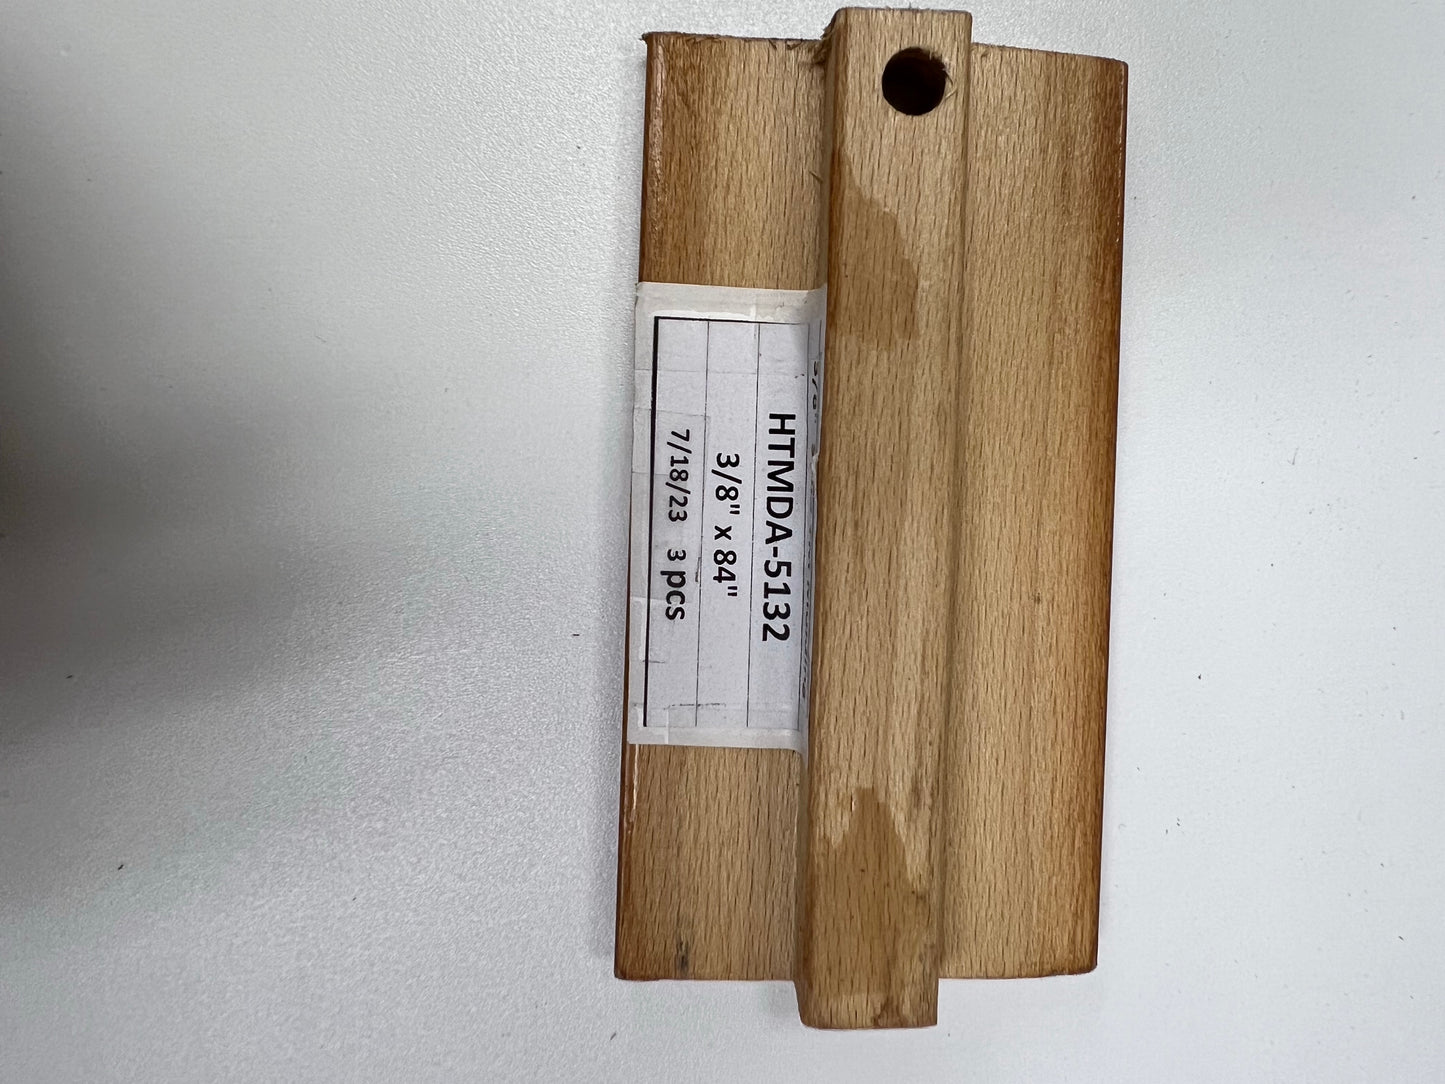 HTMDA-5132
3/8" x 84"
7/18/23 3 pcs